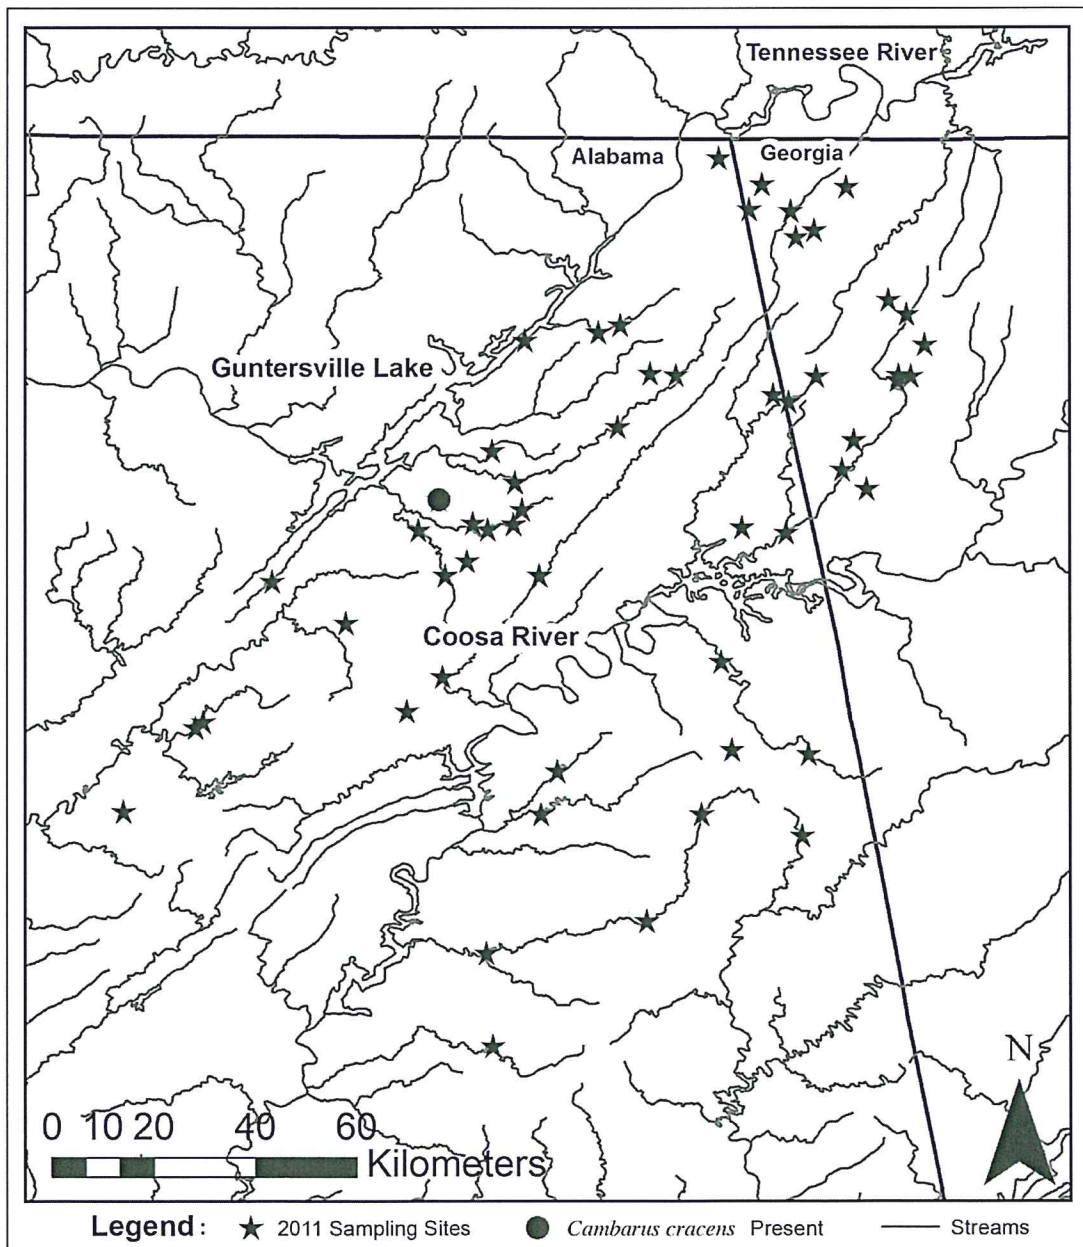 Tennessee River
Alabama
Georgia
Guntersville Lake
Coosa River
N
0 10 20 40 60
Kilometers
Legend: 2011 Sampling Sites Cambarus cracens Present Streams